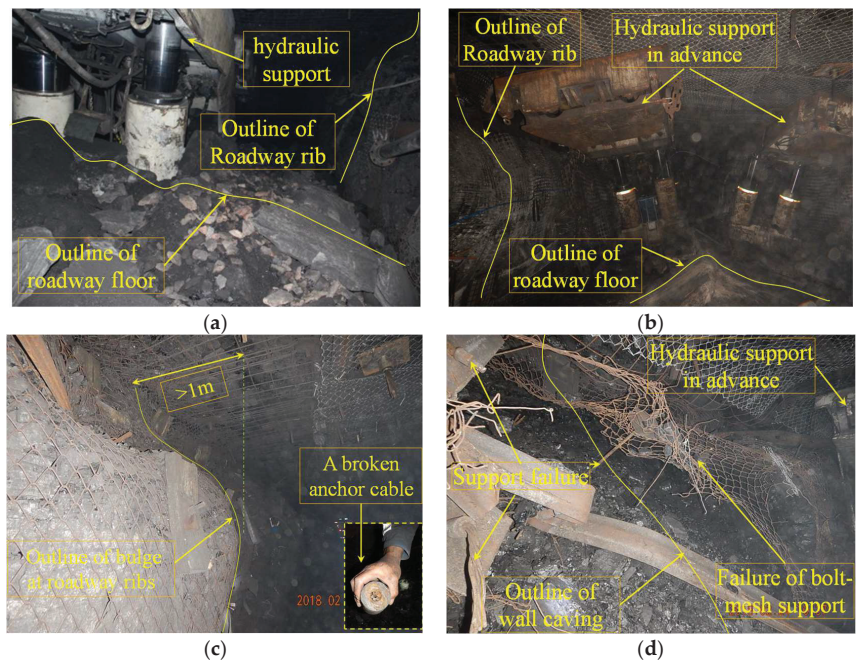 hydraulic
support
Outline of
Roadway rib
Outline of
roadway floor
(a)
Outline of
Roadway rib
Hydraulic support
in advance
Outline of
roadway floor
(b)
>1m
A broken
anchor cable
Outline of bulge
at roadway ribs
2018 02
(c)
Hydraulic support
in advance
Support failure
Outline of
wall caving
Failure of bolt-
mesh support
(d)